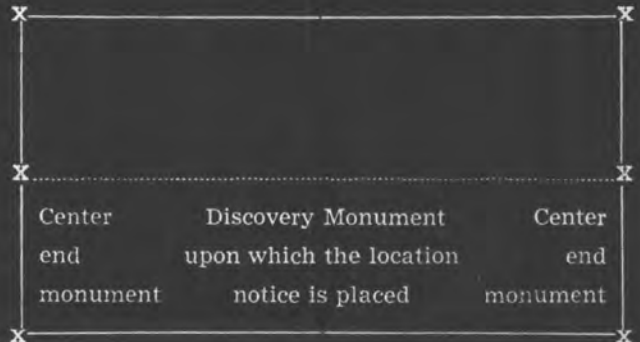 X X
X X
Center Discovery Monument Center
end upon which the location end
monument notice is placed monument
X X